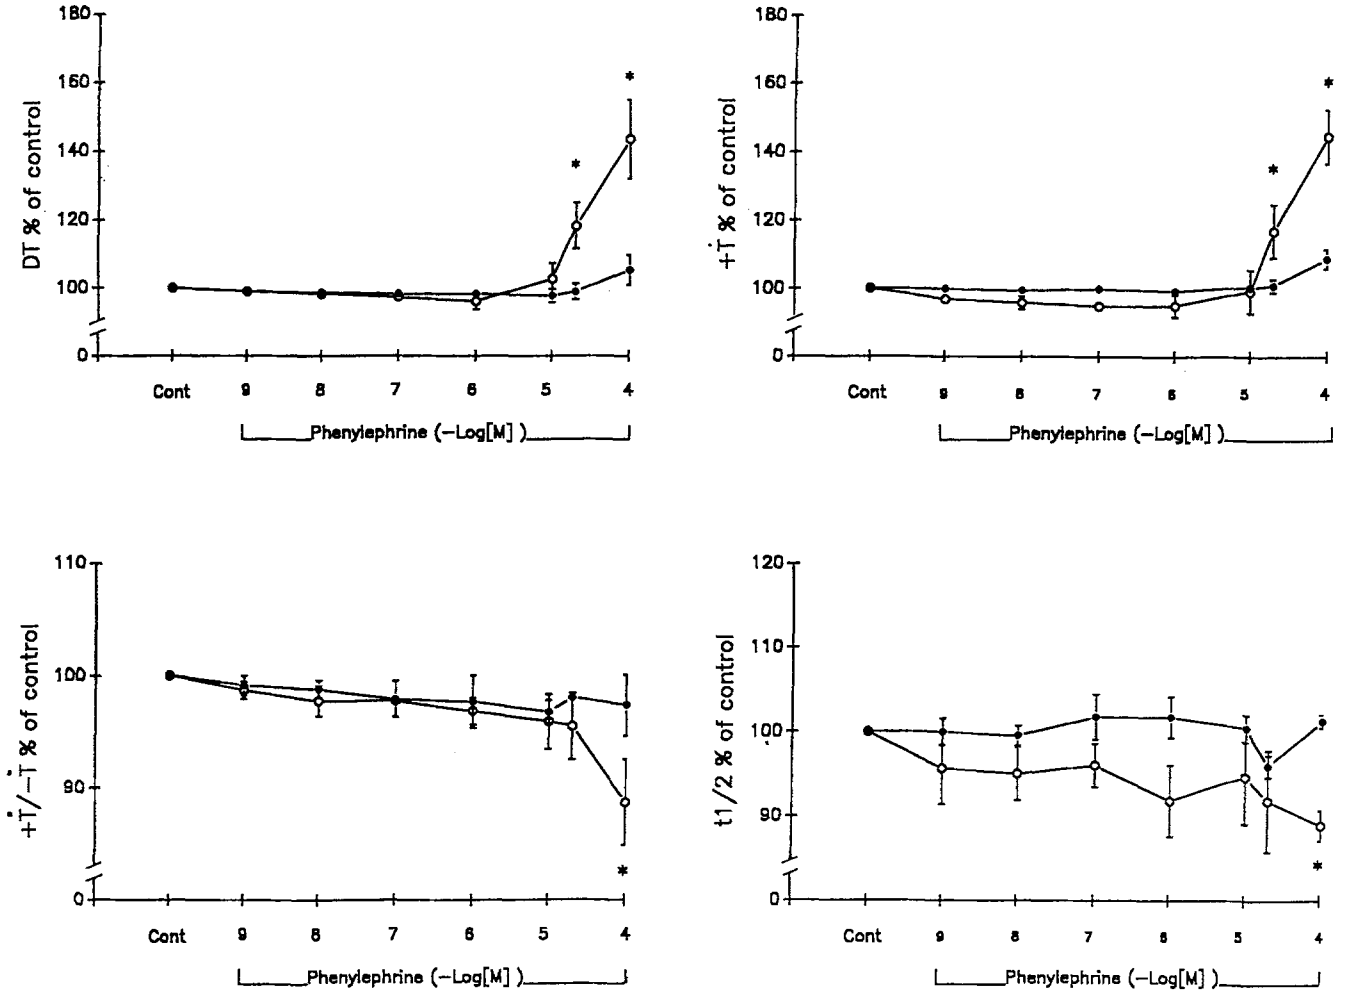 180
160
140
120
100
0
DT % of control
*
*
Cont 9 8 7 6 5 4
Phenylephrine (-Log[M])
180
160
140
120
100
0
+Ṫ % of control
*
*
Cont 9 8 7 6 5 4
Phenylephrine (-Log[M])
110
100
90
0
+Ṫ/-Ṫ % of control
*
Cont 9 8 7 6 5 4
Phenylephrine (-Log[M])
120
110
100
90
0
t1/2 % of control
*
Cont 9 8 7 6 5 4
Phenylephrine (-Log[M])